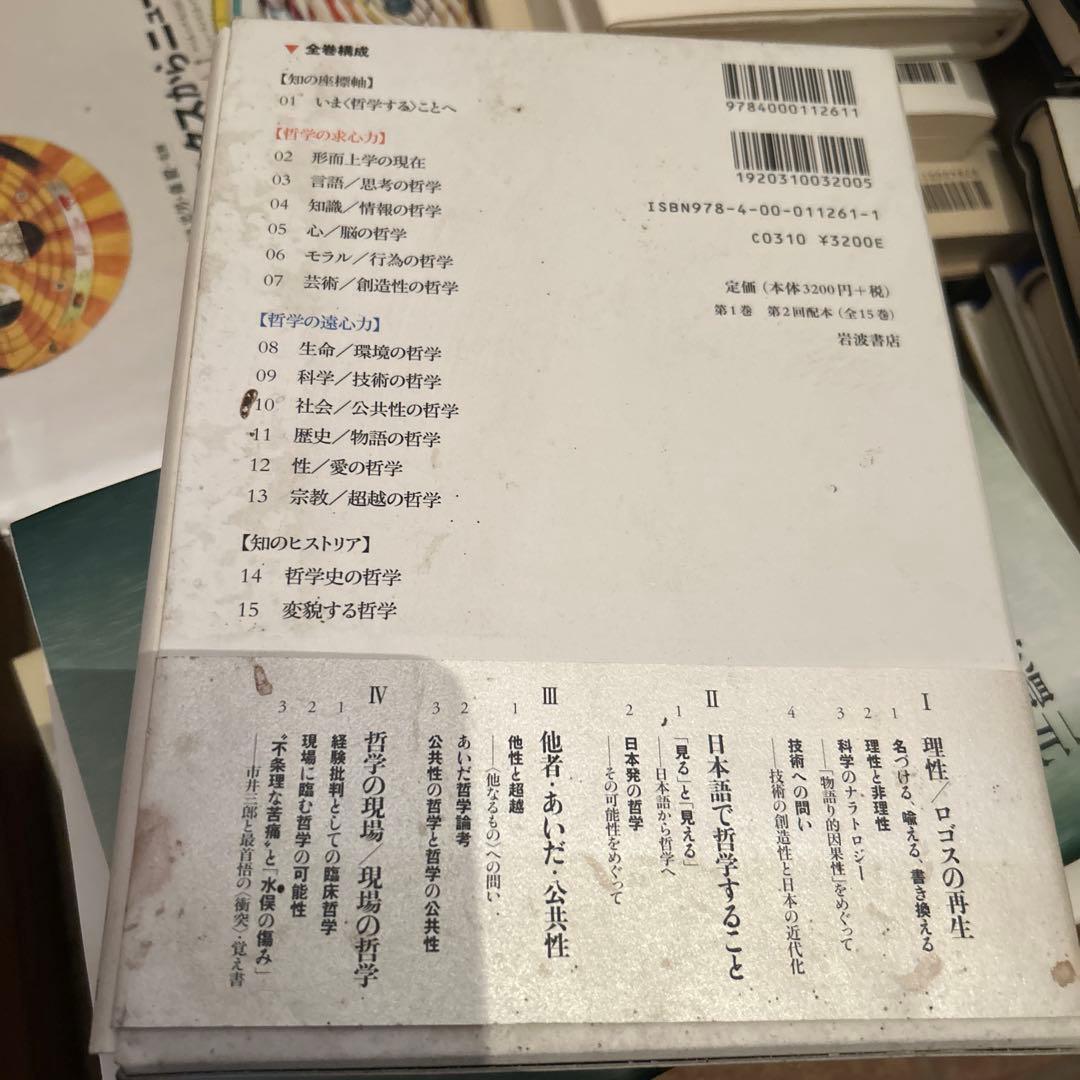 ▼ 全巻構成
【知の座標軸】
01 いま〈哲学する〉ことへ
【哲学の求心力】
02 形而上学の現在
03 言語/思考の哲学
04 知識/情報の哲学
05 心/脳の哲学
06 モラル/行為の哲学
07 芸術/創造性の哲学
【哲学の遠心力】
08 生命/環境の哲学
09 科学/技術の哲学
10 社会/公共性の哲学
11 歴史/物語の哲学
12 性/愛の哲学
13 宗教/超越の哲学
【知のヒストリア】
14 哲学史の哲学
15 変貌する哲学
9784000112611
1920310032005
ISBN978-4-00-011261-1
C0310 ¥3200E
定価(本体3200円+税)
第1巻 第2回配本(全15巻)
岩波書店
I 理性/ロゴスの再生
1 名づける、喩える、書き換える
2 理性と非理性
3 科学のナラトロジー
――「物語り的因果性」をめぐって
4 技術への問い
――技術の創造性と日本の近代化
II 日本語で哲学すること
1 「見る」と「見える」
――日本語から哲学へ
2 日本発の哲学
――その可能性をめぐって
III 他者・あいだ・公共性
1 他性と超越
――〈他なるもの〉への問い
2 あいだ哲学論考
3 公共性の哲学と哲学の公共性
IV 哲学の現場/現場の哲学
1 経験批判としての臨床哲学
2 現場に臨む哲学の可能性
3 〝不条理な苦痛〟と「水俣の傷み」
――市井三郎と最首悟の〈衝突〉・覚え書
クスからニュー